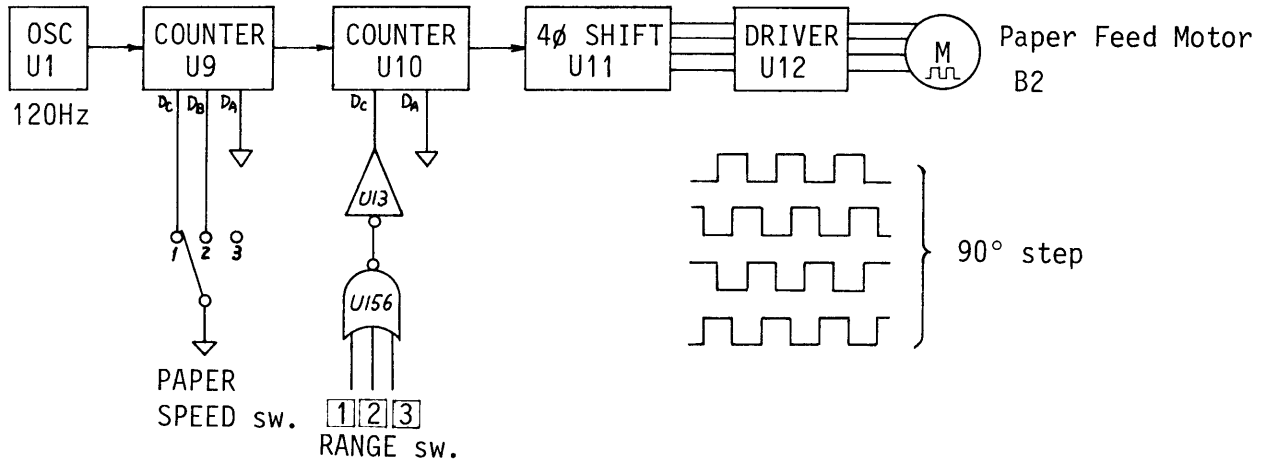 OSC
U1
120Hz
COUNTER
U9
DC DB DA
COUNTER
U10
DC DA
4ø SHIFT
U11
DRIVER
U12
M
Paper Feed Motor
B2
U13
U156
1 2 3
PAPER
SPEED sw.
1 2 3
RANGE sw.
90° step